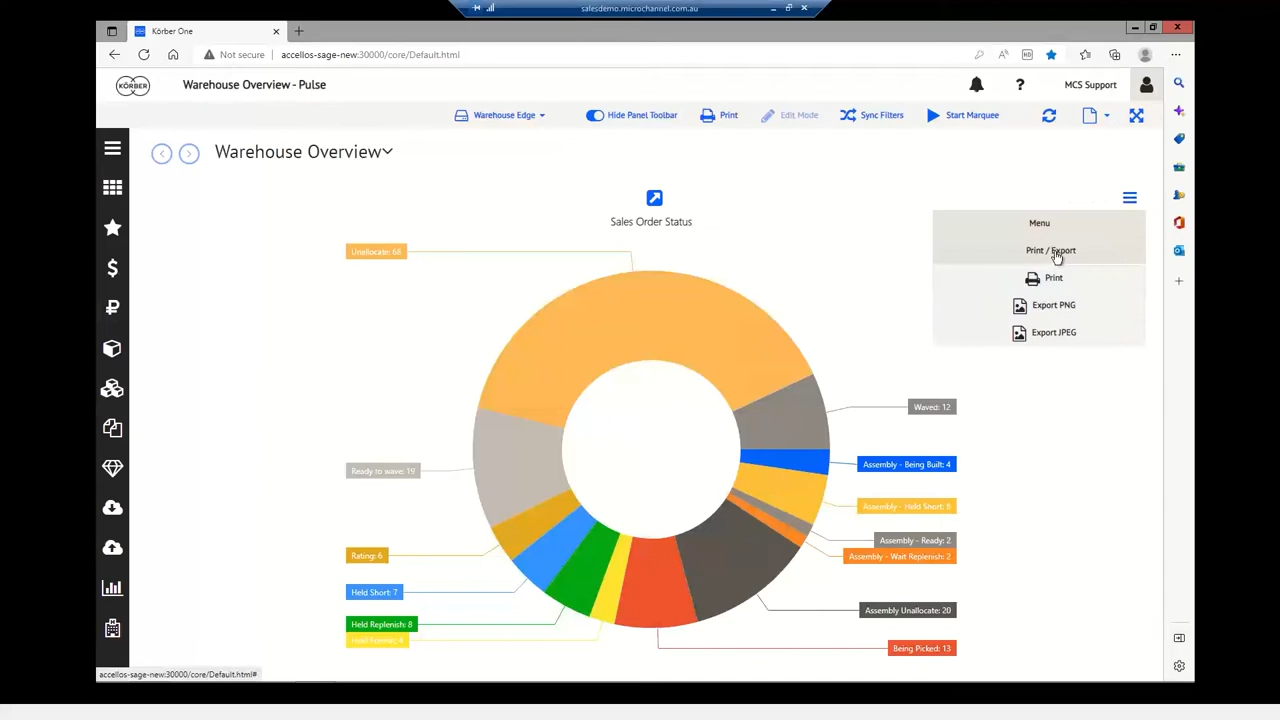 salesdemo.microchannel.com.au
Körber One
Not secure
accellos-sage-new:30000/core/Default.html
KÖRBER
Warehouse Overview - Pulse
MCS Support
Warehouse Edge
Hide Panel Toolbar
Print
Edit Mode
Sync Filters
Start Marquee
Warehouse Overview
Sales Order Status
Menu
Print / Export
Print
Export PNG
Export JPEG
Unallocate: 68
Waved: 12
Assembly - Being Built: 4
Ready to wave: 19
Assembly - Held Short: 8
Assembly - Ready: 2
Rating: 6
Assembly - Wait Replenish: 2
Held Short: 7
Assembly Unallocate: 20
Held Replenish: 8
Being Picked: 13
accellos-sage-new:30000/core/Default.html#